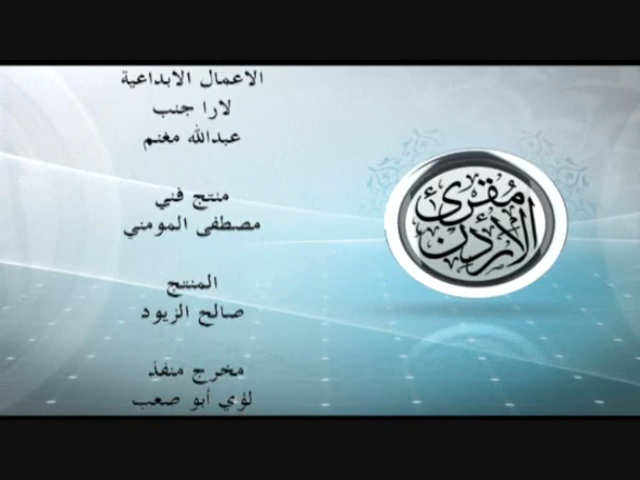 الاعمال الابداعية
لارا جنب
عبدالله مغنم
منتج فني
مصطفى المومني
المنتج
صالح الزيود
مخرج منفذ
لؤي أبو صعب
مقرئ
الأردن